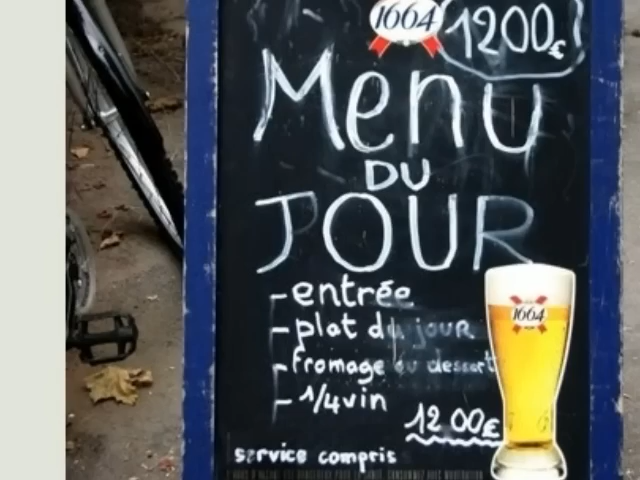 1664 1200€
Menu
DU
JOUR
- entrée
- plat du jour
1664
- fromage ou dessert
- 1/4 vin
12 00€
service compris